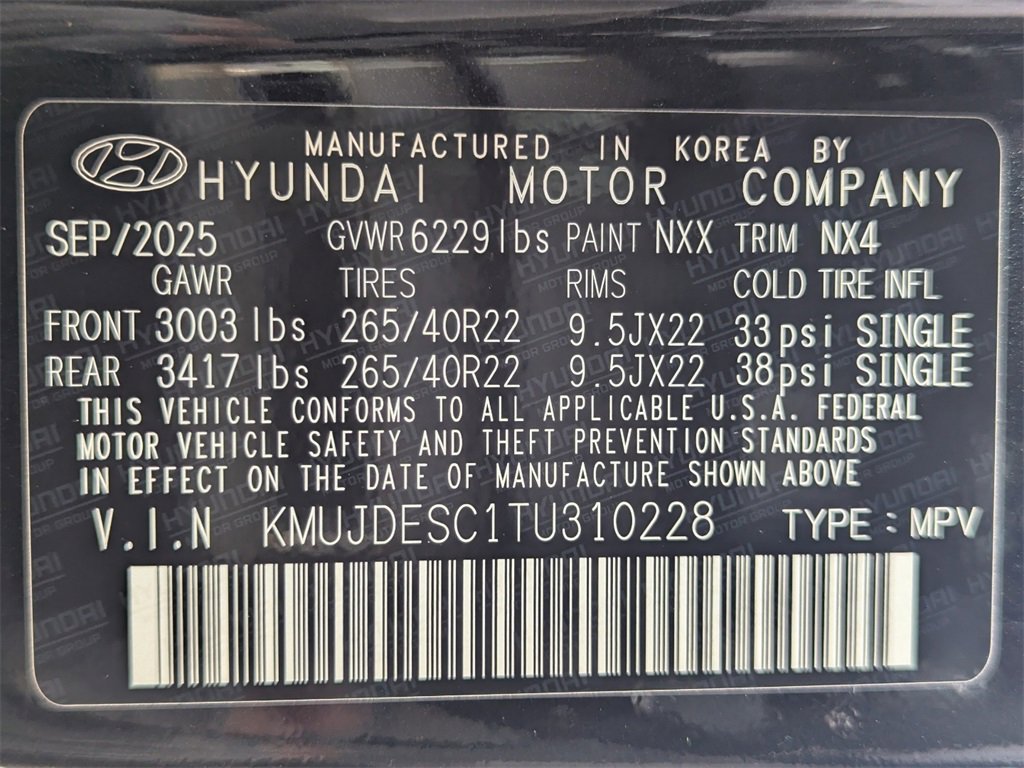 MANUFACTURED IN KOREA BY
HYUNDAI MOTOR COMPANY
SEP/2025 GVWR 6229 lbs PAINT NXX TRIM NX4
GAWR TIRES RIMS COLD TIRE INFL
FRONT 3003 lbs 265/40R22 9.5JX22 33psi SINGLE
REAR 3417 lbs 265/40R22 9.5JX22 38psi SINGLE
THIS VEHICLE CONFORMS TO ALL APPLICABLE U.S.A. FEDERAL
MOTOR VEHICLE SAFETY AND THEFT PREVENTION STANDARDS
IN EFFECT ON THE DATE OF MANUFACTURE SHOWN ABOVE
V.I.N KMUJDESC1TU310228 TYPE : MPV